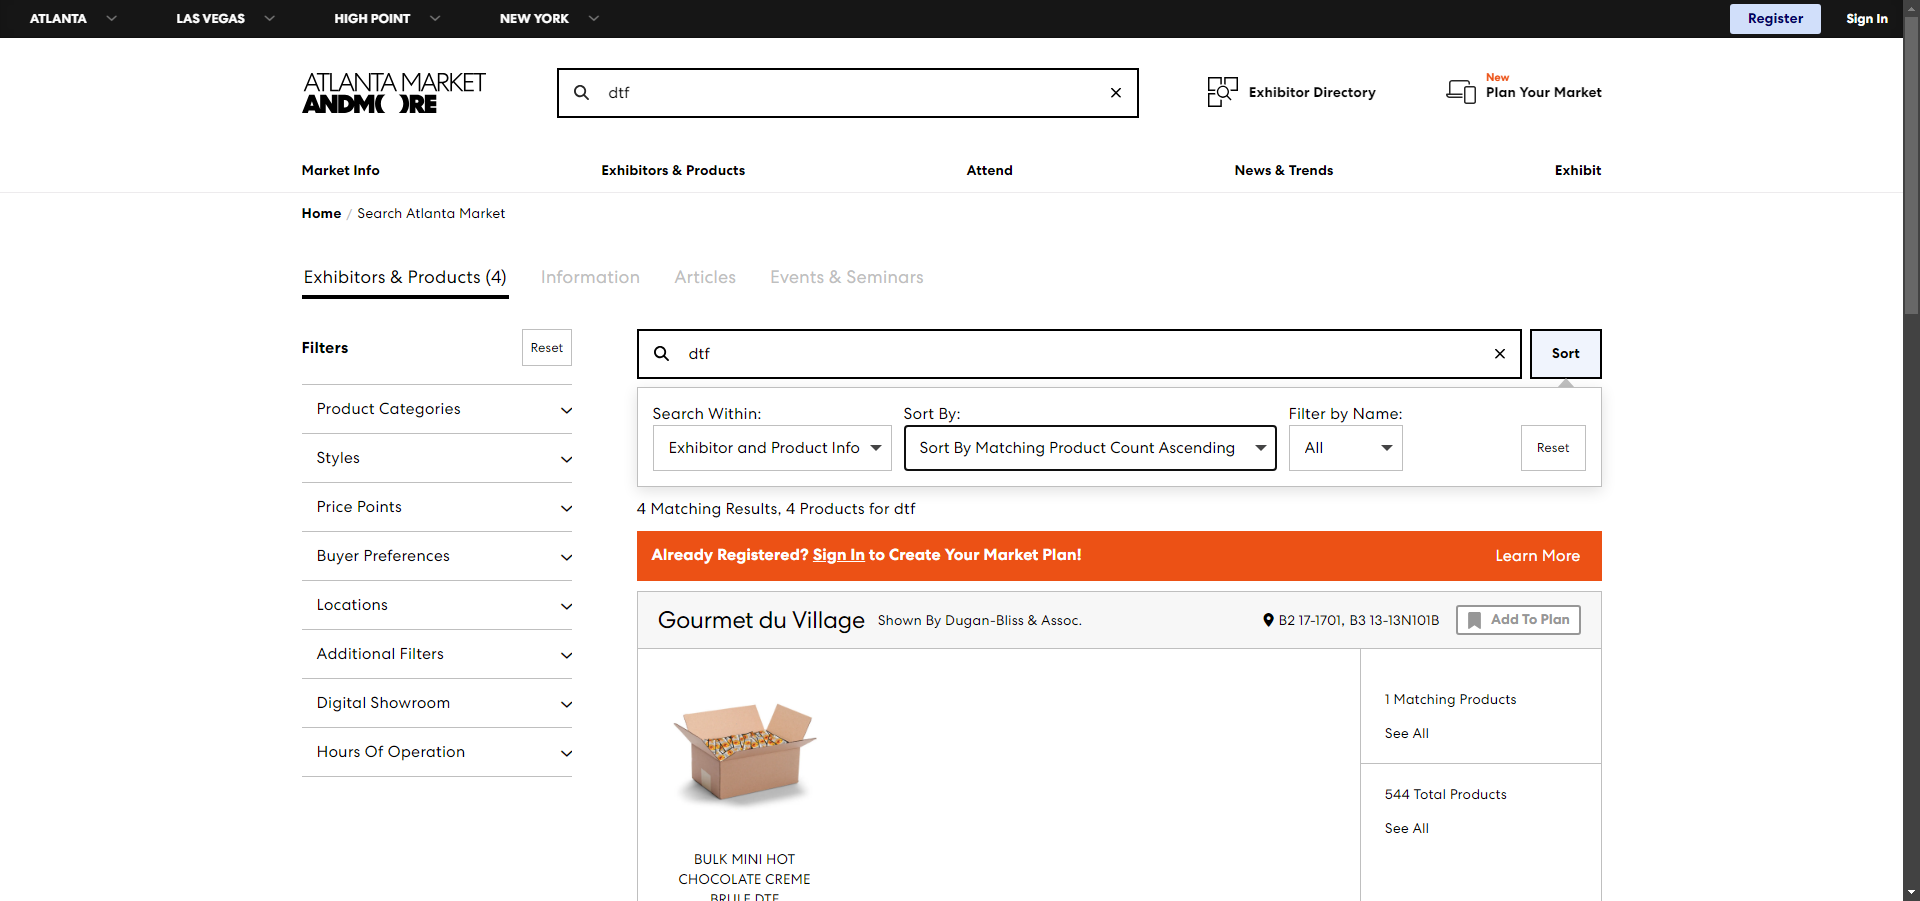 ATLANTA LAS VEGAS HIGH POINT NEW YORK Register Sign In
ATLANTA MARKET
ANDMORE
dtf
Exhibitor Directory
New
Plan Your Market
Market Info Exhibitors & Products Attend News & Trends Exhibit
Home / Search Atlanta Market
Exhibitors & Products (4) Information Articles Events & Seminars
Filters Reset
Product Categories
Styles
Price Points
Buyer Preferences
Locations
Additional Filters
Digital Showroom
Hours Of Operation
dtf
Sort
Search Within: Sort By: Filter by Name:
Exhibitor and Product Info Sort By Matching Product Count Ascending All Reset
4 Matching Results, 4 Products for dtf
Already Registered? Sign In to Create Your Market Plan! Learn More
Gourmet du Village Shown By Dugan-Bliss & Assoc. B2 17-1701, B3 13-13N101B Add To Plan
1 Matching Products
See All
544 Total Products
See All
BULK MINI HOT
CHOCOLATE CREME
BRULE DTF